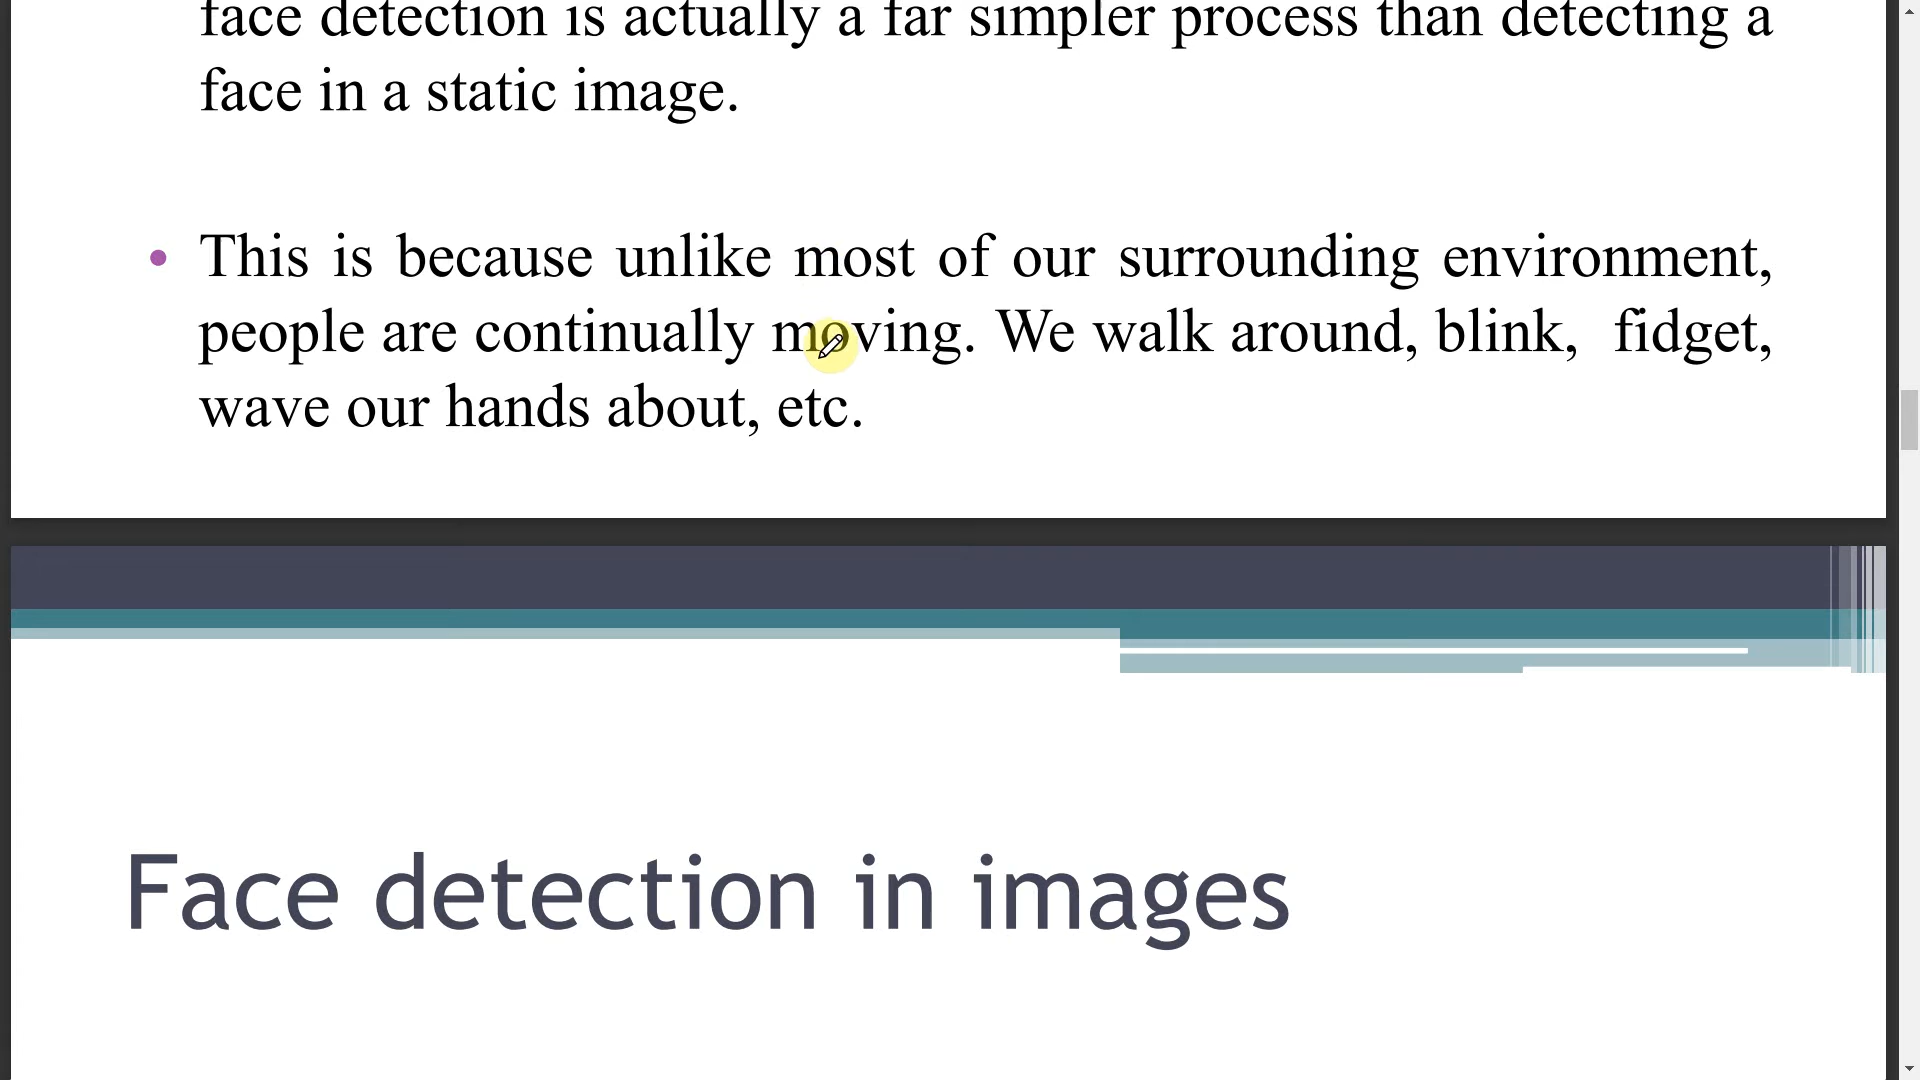 face detection is actually a far simpler process than detecting a
face in a static image.
• This is because unlike most of our surrounding environment,
people are continually moving. We walk around, blink,  fidget,
wave our hands about, etc.
Face detection in images